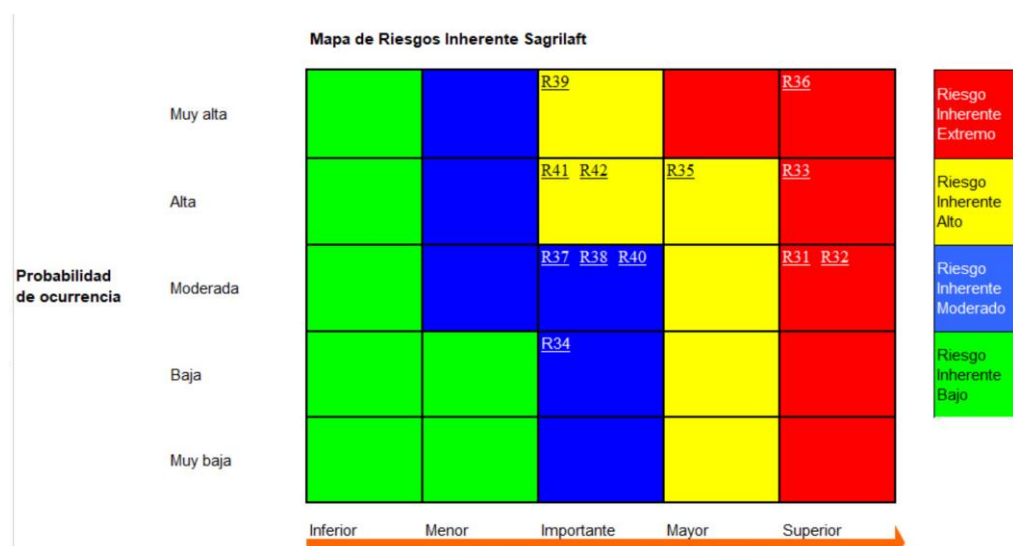 Mapa de Riesgos Inherente Sagrilaft
Muy alta
R39
R36
Riesgo
Inherente
Extremo
Alta
R41 R42
R35
R33
Riesgo
Inherente
Alto
Probabilidad
de ocurrencia
Moderada
R37 R38 R40
R31 R32
Riesgo
Inherente
Moderado
Baja
R34
Riesgo
Inherente
Bajo
Muy baja
Inferior Menor Importante Mayor Superior